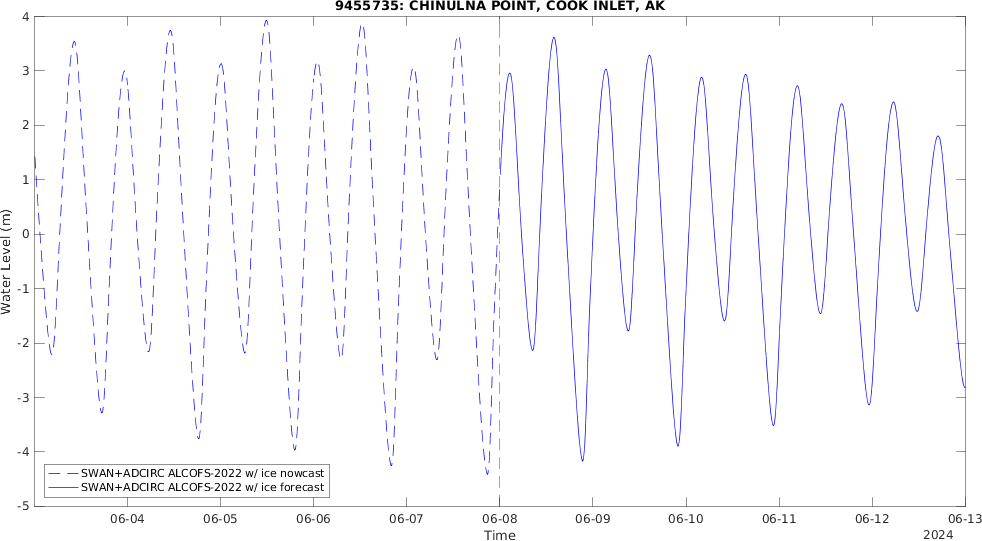 9455735: CHINULNA POINT, COOK INLET, AK
4
3
2
1
0
-1
-2
-3
-4
-5
Water Level (m)
SWAN+ADCIRC ALCOFS-2022 w/ ice nowcast
SWAN+ADCIRC ALCOFS-2022 w/ ice forecast
06-04 06-05 06-06 06-07 06-08 06-09 06-10 06-11 06-12 06-13
Time
2024